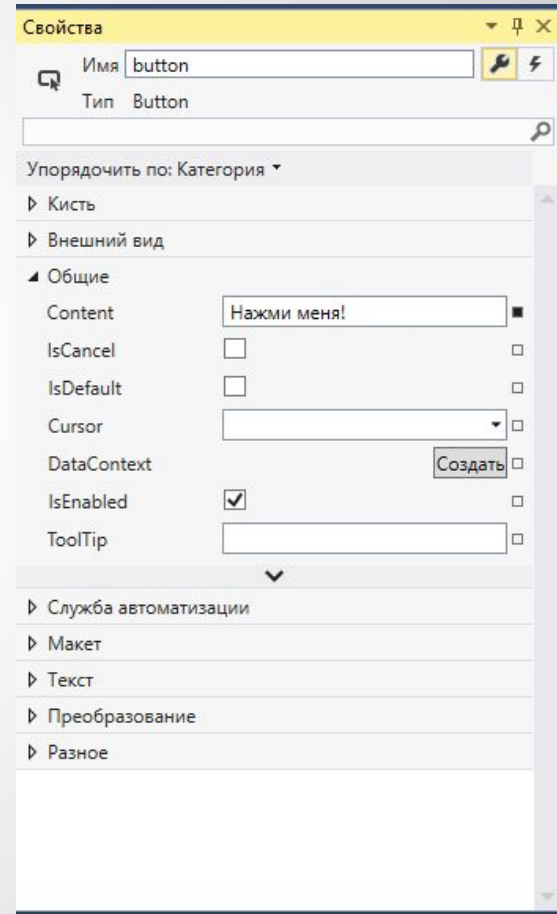 Свойства
Имя button
Тип Button
Упорядочить по: Категория
Кисть
Внешний вид
Общие
Content Нажми меня!
IsCancel
IsDefault
Cursor
DataContext Создать
IsEnabled
ToolTip
Служба автоматизации
Макет
Текст
Преобразование
Разное